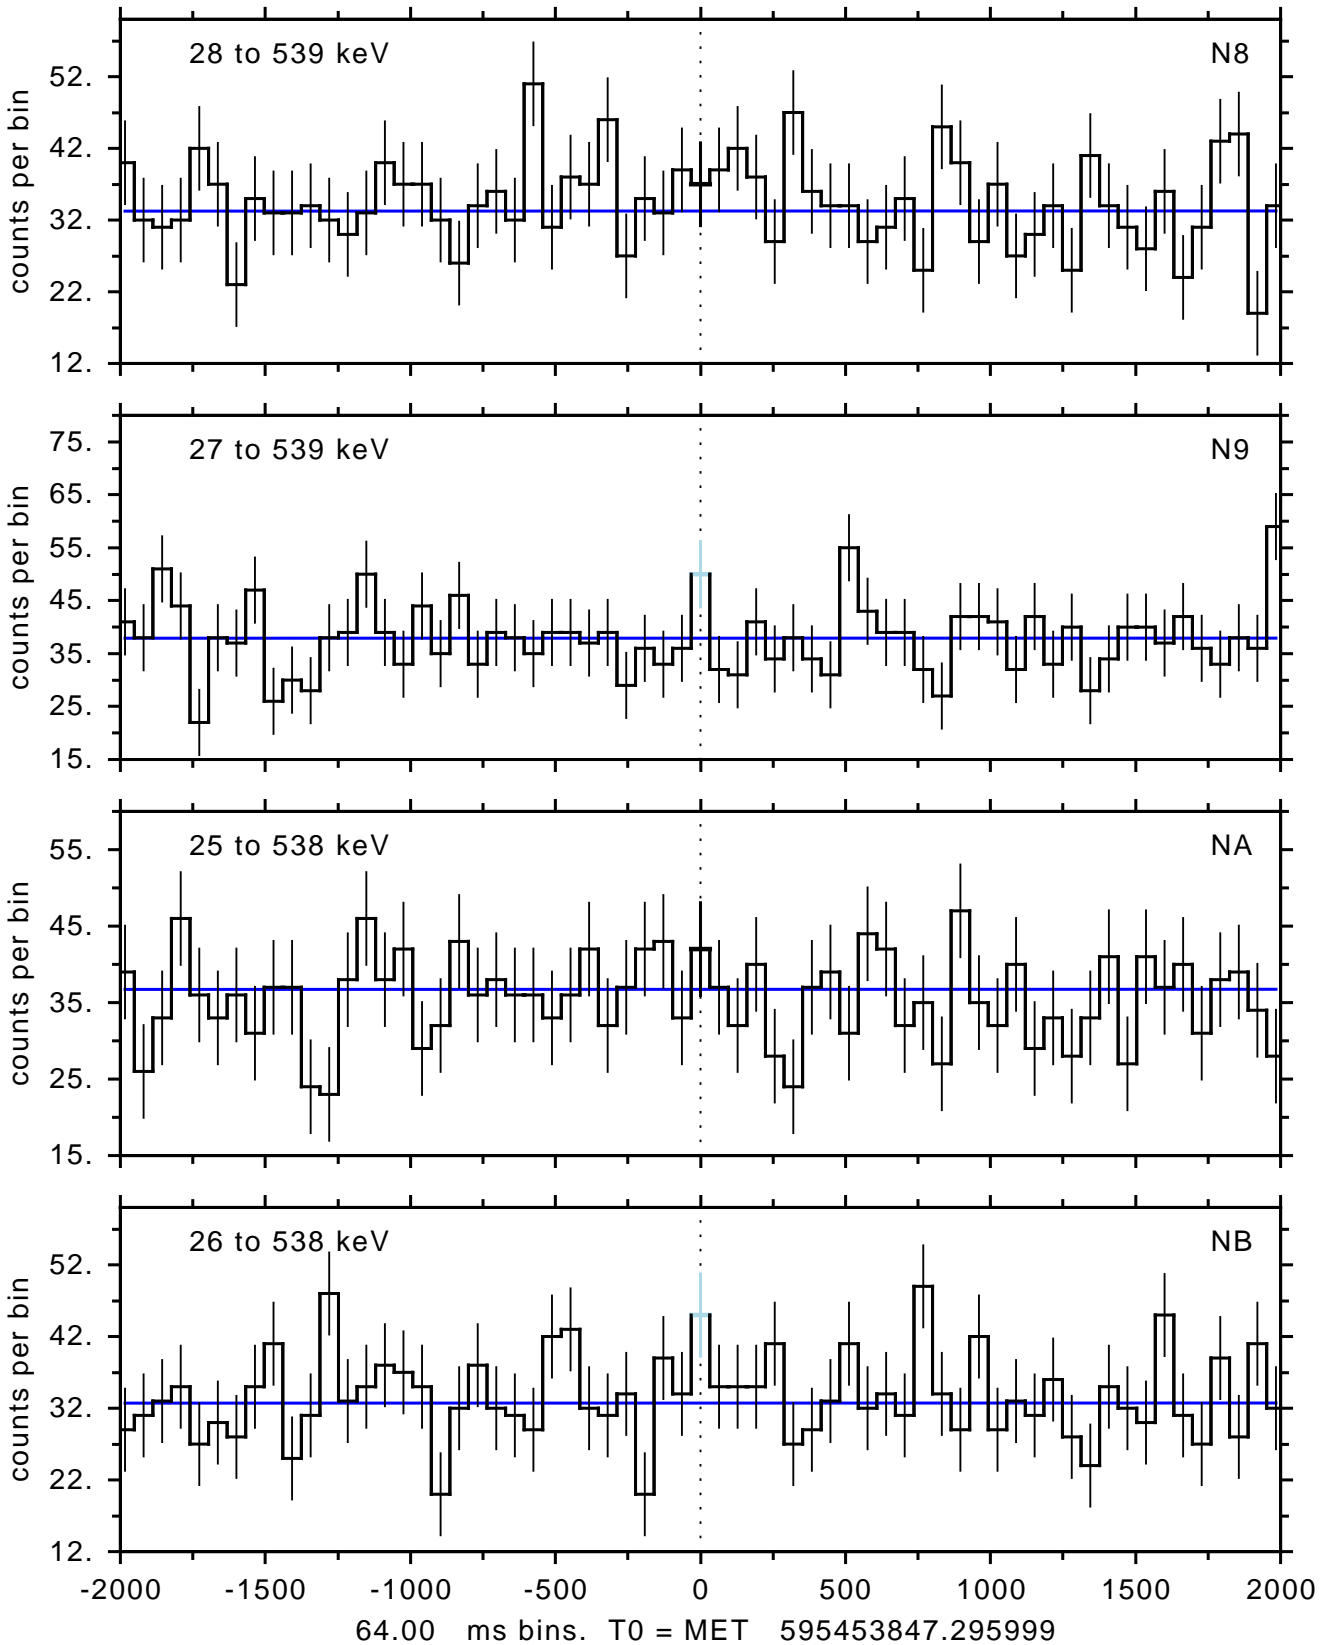 28 to 539 keV N8
counts per bin
52.
42.
32.
22.
12.
27 to 539 keV N9
counts per bin
75.
65.
55.
45.
35.
25.
15.
25 to 538 keV NA
counts per bin
55.
45.
35.
25.
15.
26 to 538 keV NB
counts per bin
52.
42.
32.
22.
12.
-2000 -1500 -1000 -500 0 500 1000 1500 2000
64.00 ms bins. T0 = MET 595453847.295999